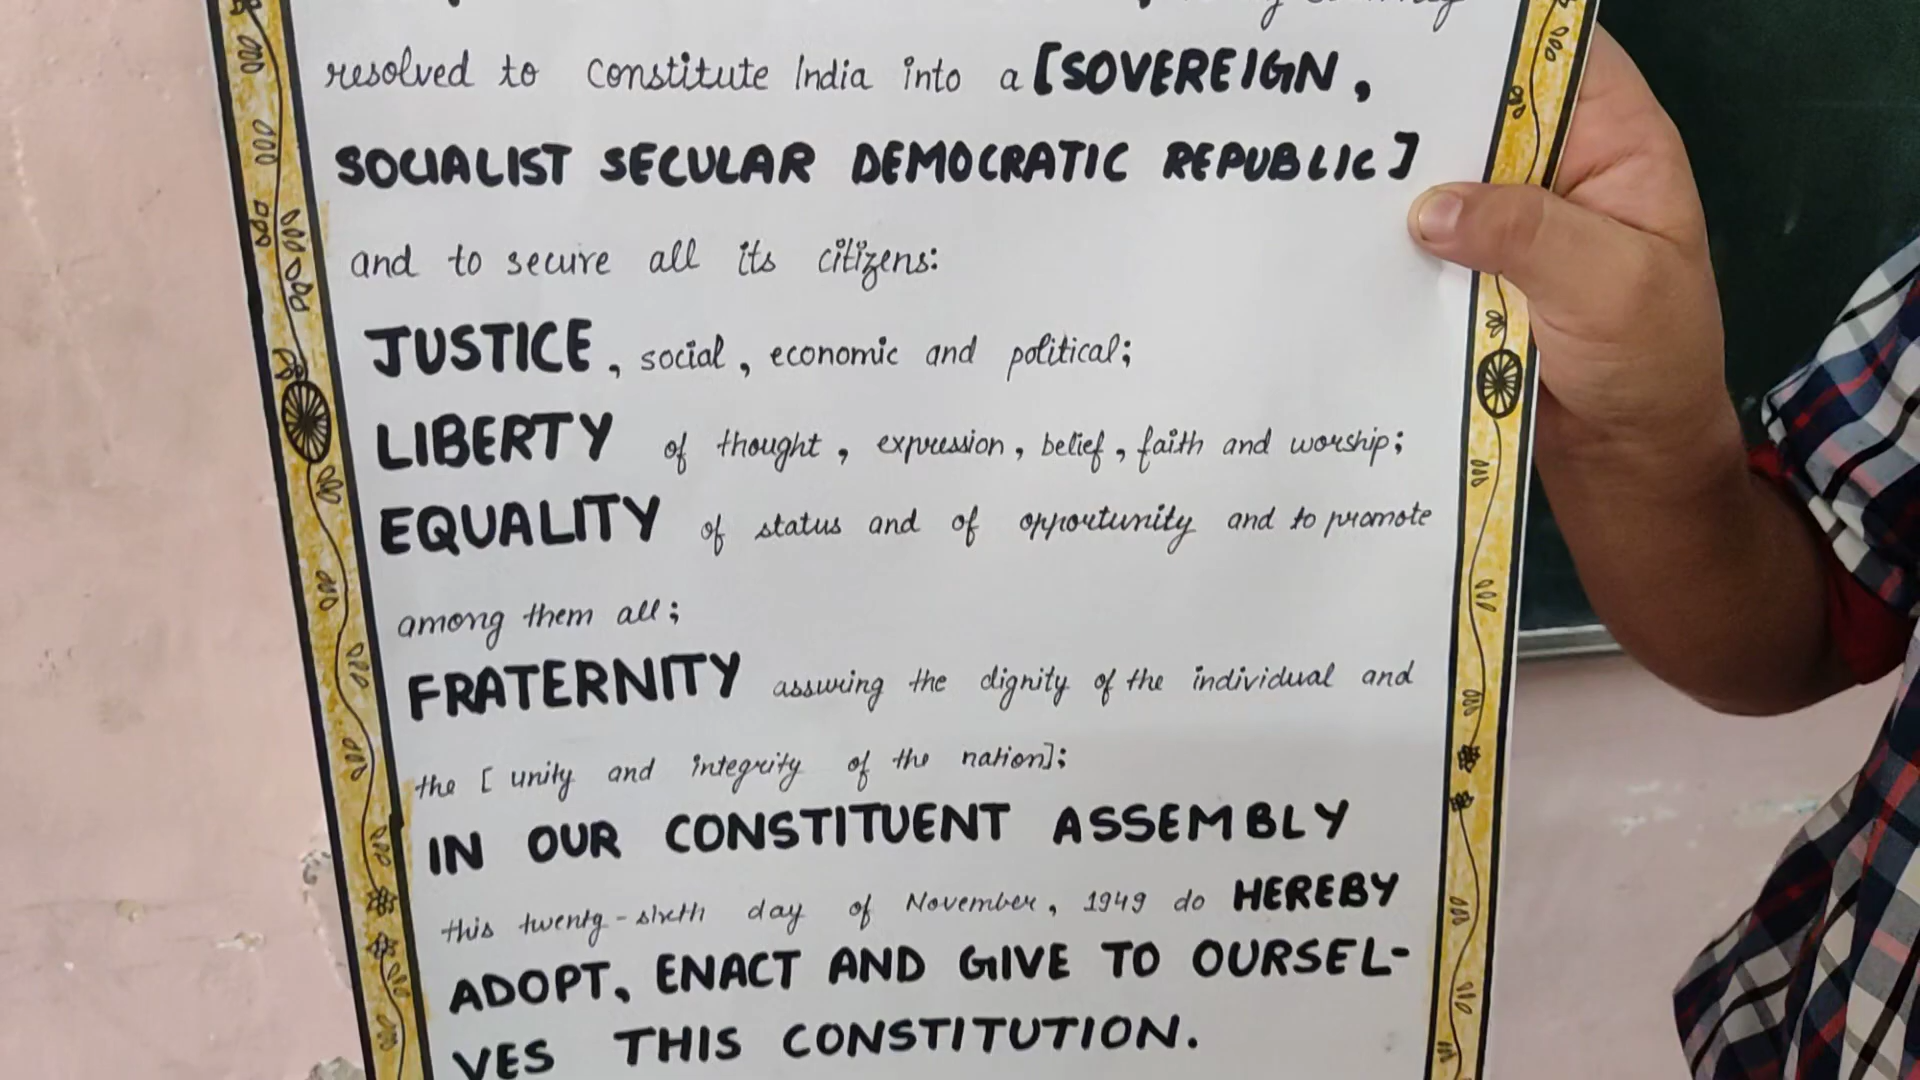 resolved to constitute India into a [SOVEREIGN,
SOCIALIST SECULAR DEMOCRATIC REPUBLIC]
and to secure all its citizens:
JUSTICE, social, economic and political;
LIBERTY of thought, expression, belief, faith and worship;
EQUALITY of status and of opportunity and to promote
among them all;
FRATERNITY assuring the dignity of the individual and
the [unity and integrity of the nation];
IN OUR CONSTITUENT ASSEMBLY
this twenty-sixth day of November, 1949 do HEREBY
ADOPT, ENACT AND GIVE TO OURSEL-
VES THIS CONSTITUTION.